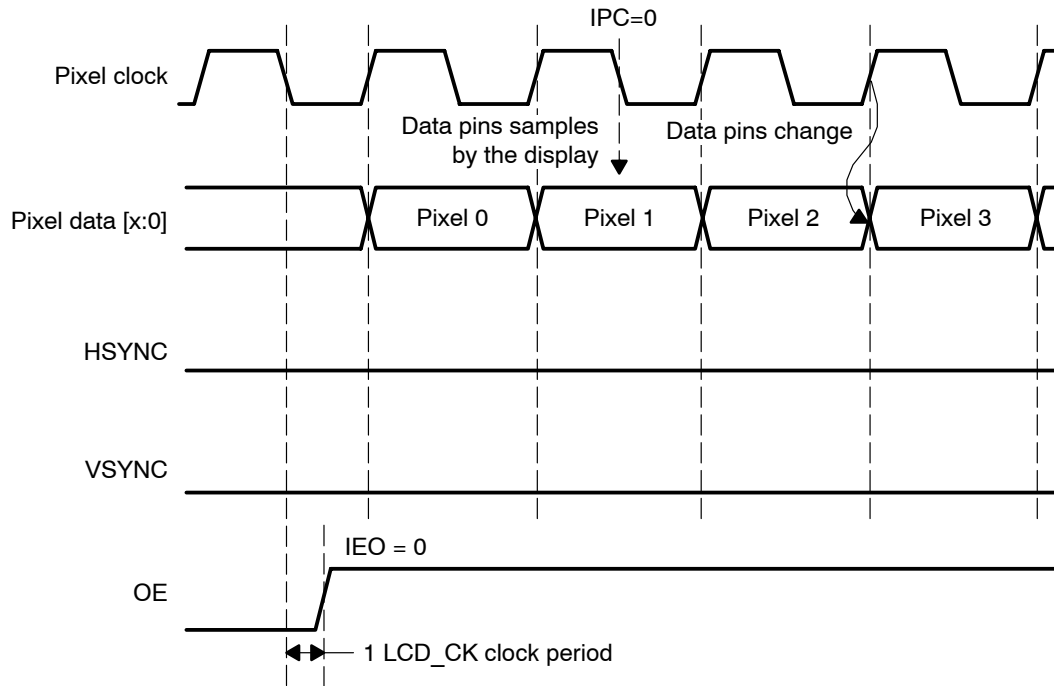 IPC=0
Pixel clock
Data pins samples
by the display
Data pins change
Pixel data [x:0]
Pixel 0
Pixel 1
Pixel 2
Pixel 3
HSYNC
VSYNC
IEO = 0
OE
1 LCD_CK clock period